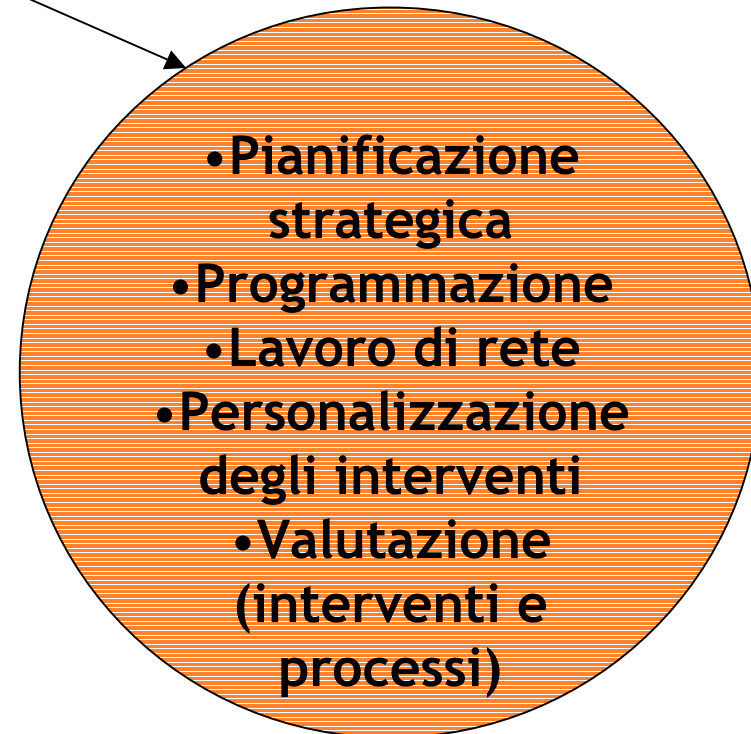 •Pianificazione
strategica
•Programmazione
•Lavoro di rete
•Personalizzazione
degli interventi
•Valutazione
(interventi e
processi)